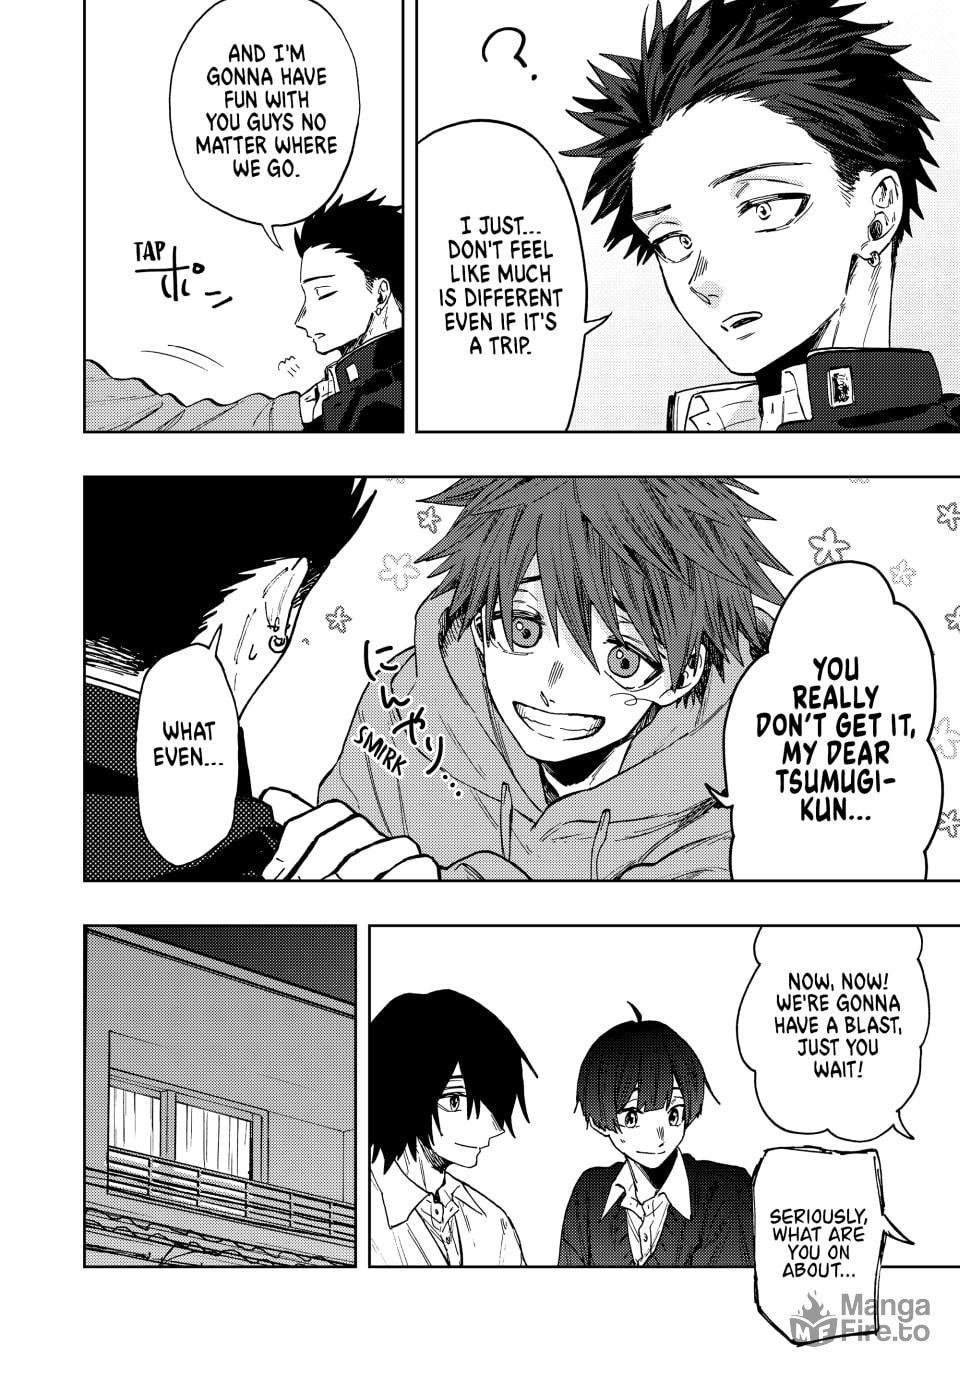 ?
I JUST...
DON'T FEEL
LIKE MUCH
IS DIFFERENT
EVEN IF IT'S
A TRIP.
AND I'M
GONNA HAVE
FUN WITH
YOU GUYS NO
MATTER WHERE
WE GO.
TAP
ポン
YOU
REALLY
DON'T GET IT,
MY DEAR
TSUMUGI-
KUN...
にんやり....
SMIRK
WHAT
EVEN...
NOW, NOW!
WE'RE GONNA
HAVE A BLAST,
JUST YOU
WAIT!
SERIOUSLY,
WHAT ARE
YOU ON
ABOUT...
MF
Manga
Fire.to